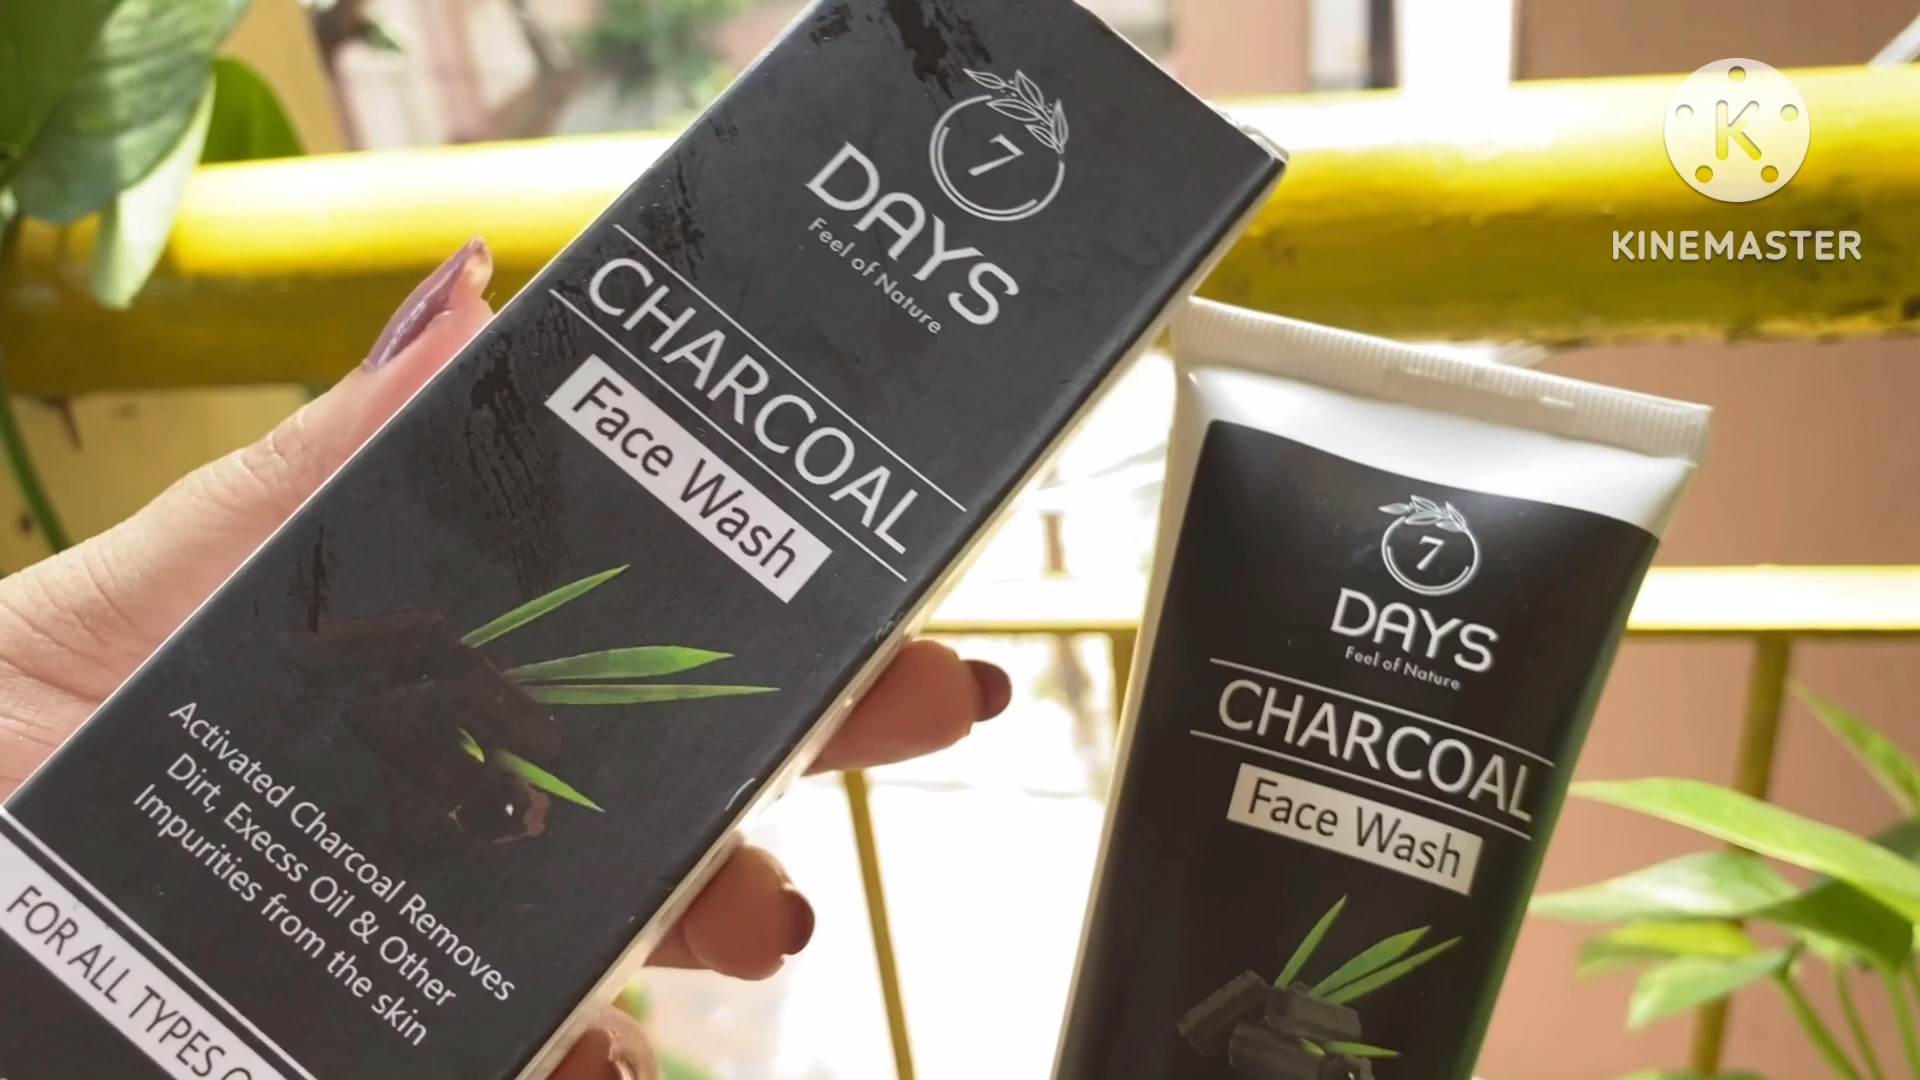 7
DAYS
Feel of Nature
CHARCOAL
Face Wash
Activated Charcoal Removes
Dirt, Execss Oil & Other
Impurities from the skin
FOR ALL TYPES
7
DAYS
Feel of Nature
CHARCOAL
Face Wash
K
KINEMASTER